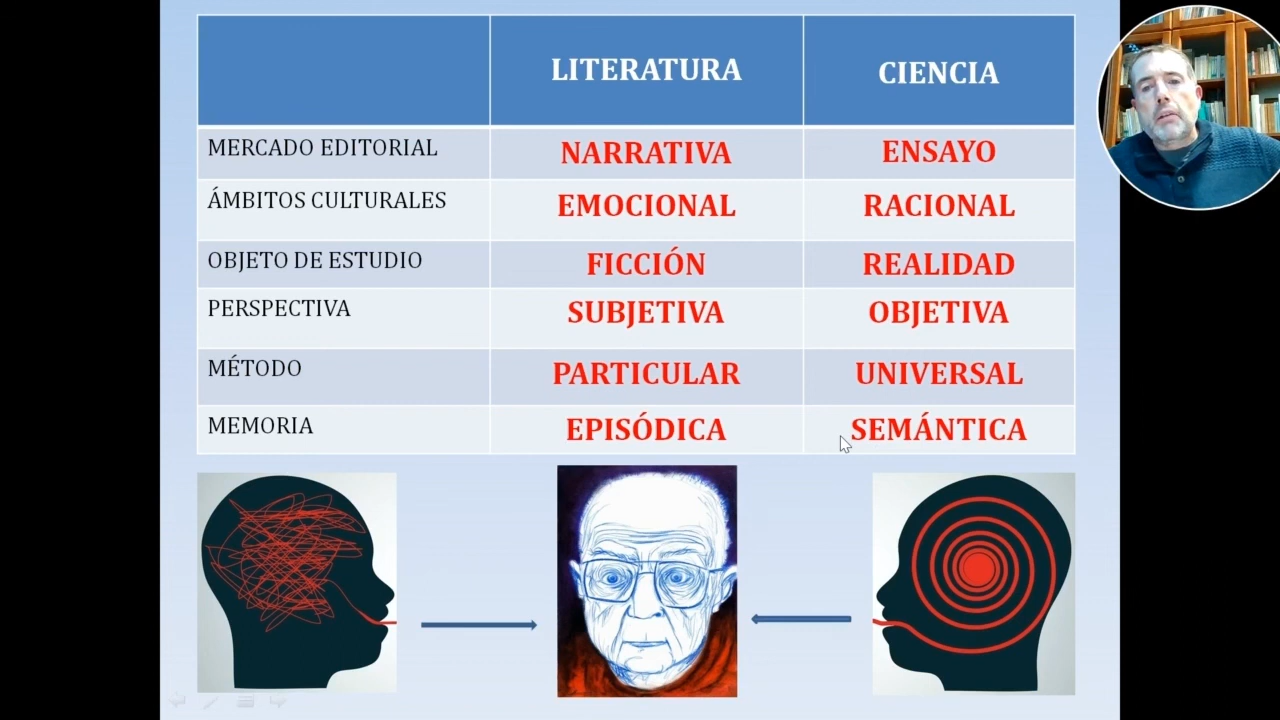 LITERATURA CIENCIA
MERCADO EDITORIAL NARRATIVA ENSAYO
ÁMBITOS CULTURALES EMOCIONAL RACIONAL
OBJETO DE ESTUDIO FICCIÓN REALIDAD
PERSPECTIVA SUBJETIVA OBJETIVA
MÉTODO PARTICULAR UNIVERSAL
MEMORIA EPISÓDICA SEMÁNTICA